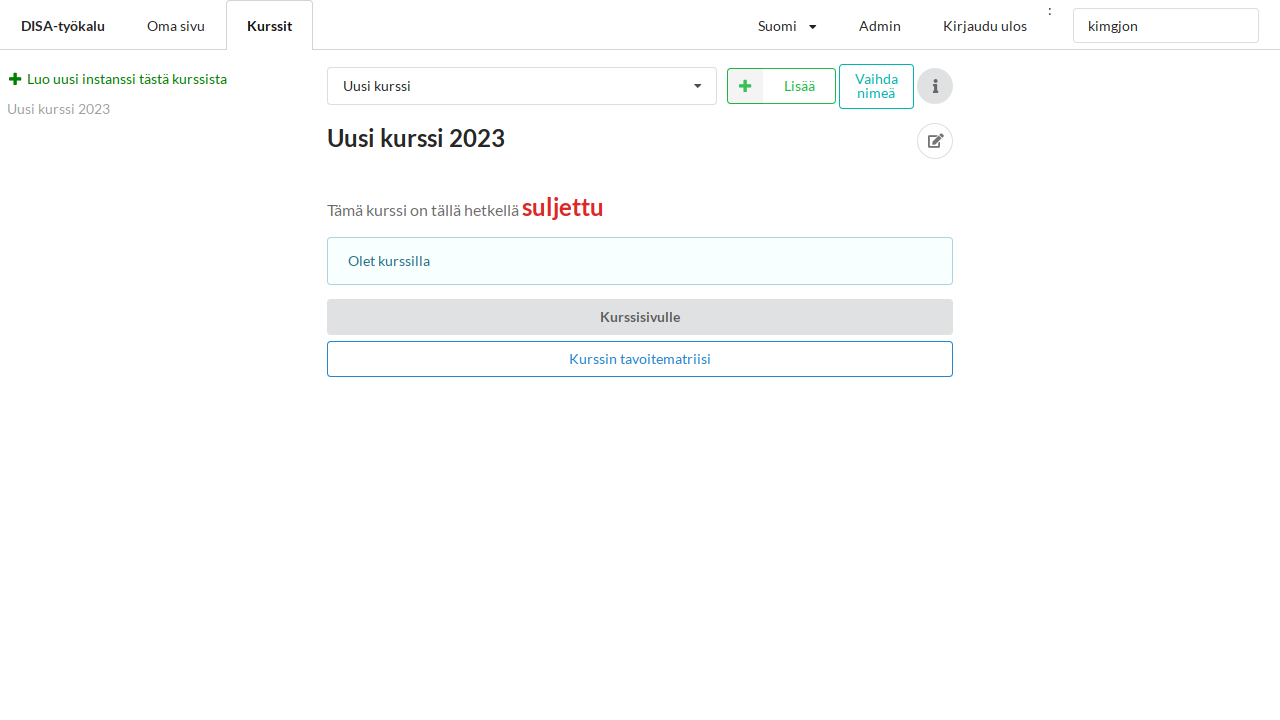 DISA-työkalu Oma sivu Kurssit Suomi Admin Kirjaudu ulos : kimgjon
Luo uusi instanssi tästä kurssista
Uusi kurssi 2023
Uusi kurssi
Lisää
Vaihda
nimeä
Uusi kurssi 2023
Tämä kurssi on tällä hetkellä suljettu
Olet kurssilla
Kurssisivulle
Kurssin tavoitematriisi